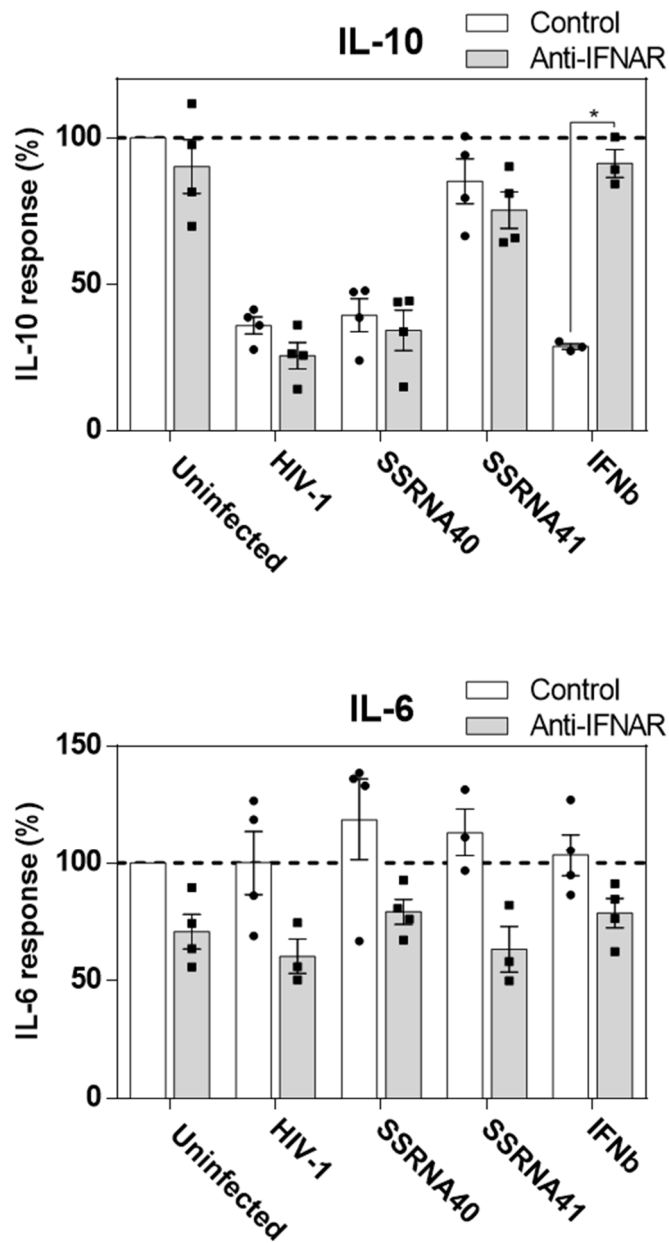 IL-10
Control
Anti-IFNAR
*
IL-10 response (%)
100
50
0
Uninfected
HIV-1
SSRNA40
SSRNA41
IFNb
IL-6
Control
Anti-IFNAR
IL-6 response (%)
150
100
50
0
Uninfected
HIV-1
SSRNA40
SSRNA41
IFNb